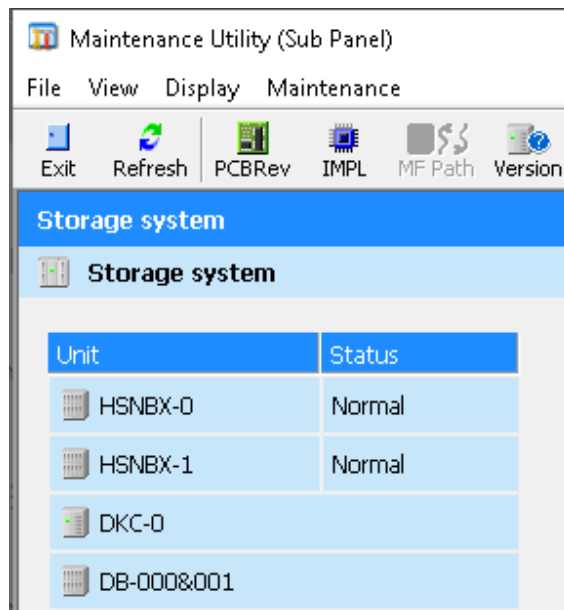 Maintenance Utility (Sub Panel)
File View Display Maintenance
Exit Refresh PCBRev IMPL MF Path Version
Storage system
Storage system
Unit Status
HSNBX-0 Normal
HSNBX-1 Normal
DKC-0
DB-000&001